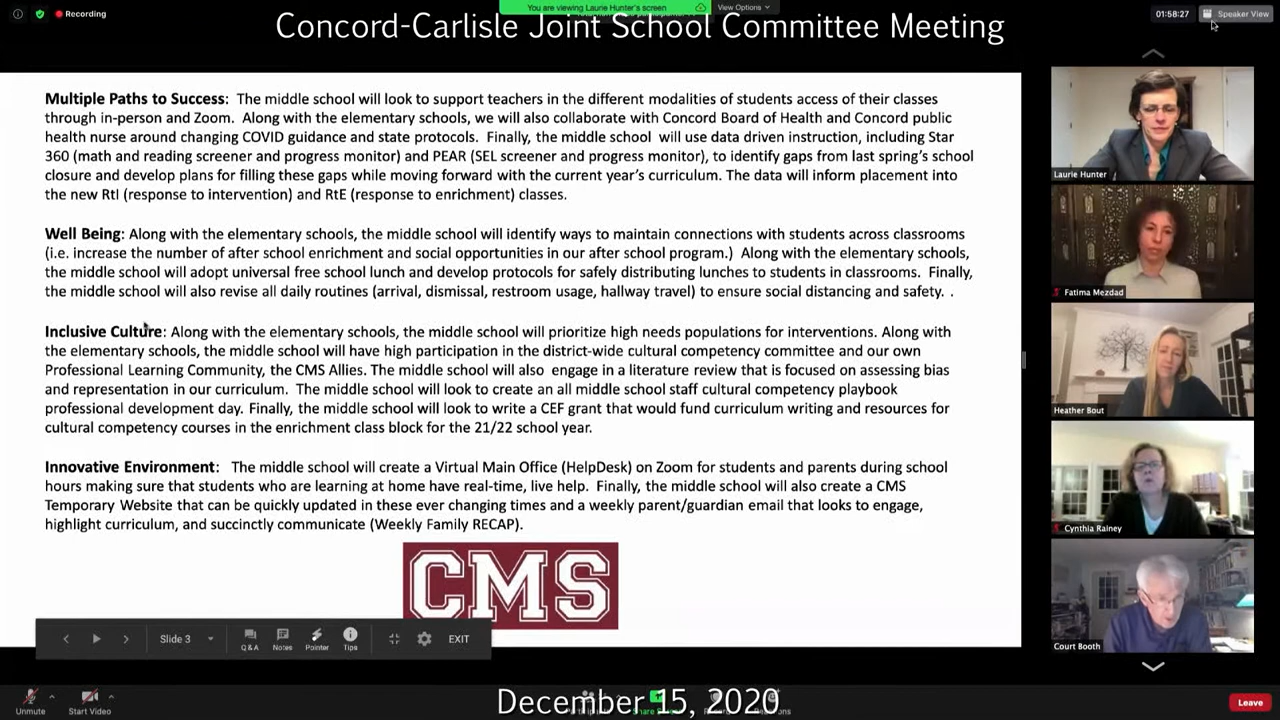 Recording
You are viewing Laurie Hunter's screen
View Options
01:58:27
Speaker View
Concord-Carlisle Joint School Committee Meeting
Multiple Paths to Success: The middle school will look to support teachers in the different modalities of students access of their classes
through in-person and Zoom. Along with the elementary schools, we will also collaborate with Concord Board of Health and Concord public
health nurse around changing COVID guidance and state protocols. Finally, the middle school will use data driven instruction, including Star
360 (math and reading screener and progress monitor) and PEAR (SEL screener and progress monitor), to identify gaps from last spring's school
closure and develop plans for filling these gaps while moving forward with the current year's curriculum. The data will inform placement into
the new RtI (response to intervention) and RtE (response to enrichment) classes.
Well Being: Along with the elementary schools, the middle school will identify ways to maintain connections with students across classrooms
(i.e. increase the number of after school enrichment and social opportunities in our after school program.) Along with the elementary schools,
the middle school will adopt universal free school lunch and develop protocols for safely distributing lunches to students in classrooms. Finally,
the middle school will also revise all daily routines (arrival, dismissal, restroom usage, hallway travel) to ensure social distancing and safety. .
Inclusive Culture: Along with the elementary schools, the middle school will prioritize high needs populations for interventions. Along with
the elementary schools, the middle school will have high participation in the district-wide cultural competency committee and our own
Professional Learning Community, the CMS Allies. The middle school will also engage in a literature review that is focused on assessing bias
and representation in our curriculum. The middle school will look to create an all middle school staff cultural competency playbook
professional development day. Finally, the middle school will look to write a CEF grant that would fund curriculum writing and resources for
cultural competency courses in the enrichment class block for the 21/22 school year.
Innovative Environment: The middle school will create a Virtual Main Office (HelpDesk) on Zoom for students and parents during school
hours making sure that students who are learning at home have real-time, live help. Finally, the middle school will also create a CMS
Temporary Website that can be quickly updated in these ever changing times and a weekly parent/guardian email that looks to engage,
highlight curriculum, and succinctly communicate (Weekly Family RECAP).
CMS
Slide 3
Q&A
Notes
Pointer
Tips
EXIT
Laurie Hunter
Fatima Mezdad
Heather Bout
Cynthia Rainey
Court Booth
Unmute
Start Video
December 15, 2020
Leave